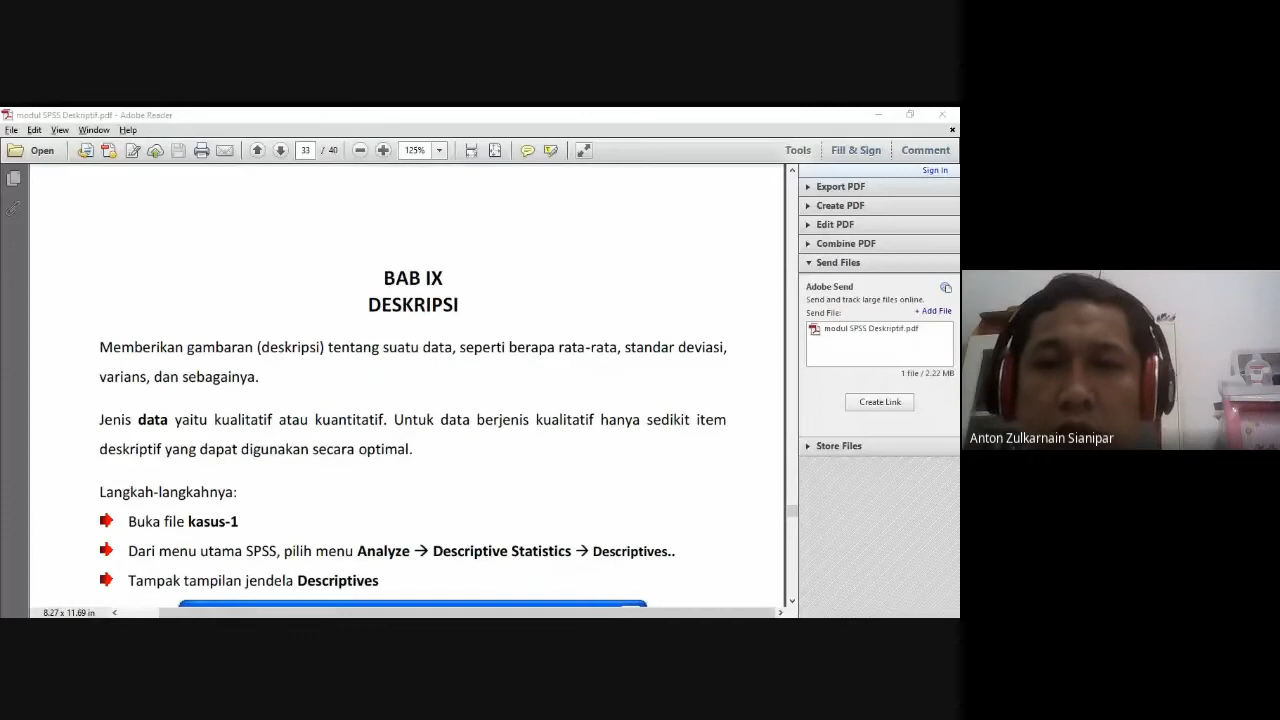 modul SPSS Deskriptif.pdf - Adobe Reader
File Edit View Window Help
Open 33 / 40 125% Tools Fill & Sign Comment
Sign In
Export PDF
Create PDF
Edit PDF
Combine PDF
Send Files
Adobe Send
Send and track large files online.
Send File: + Add File
modul SPSS Deskriptif.pdf
1 file / 2.22 MB
Create Link
Store Files
BAB IX
DESKRIPSI
Memberikan gambaran (deskripsi) tentang suatu data, seperti berapa rata-rata, standar deviasi,
varians, dan sebagainya.
Jenis data yaitu kualitatif atau kuantitatif. Untuk data berjenis kualitatif hanya sedikit item
deskriptif yang dapat digunakan secara optimal.
Langkah-langkahnya:
Buka file kasus-1
Dari menu utama SPSS, pilih menu Analyze → Descriptive Statistics → Descriptives..
Tampak tampilan jendela Descriptives
8.27 x 11.69 in
Anton Zulkarnain Sianipar